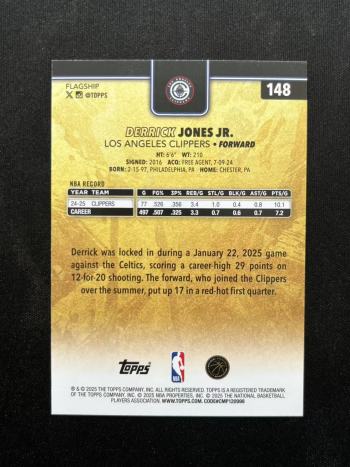 FLAGSHIP
X @TOPPS
148
DERRICK JONES JR.
LOS ANGELES CLIPPERS • FORWARD
HT: 6'6" WT: 210
SIGNED: 2016 ACQ: FREE AGENT, 7-09-24
BORN: 2-15-97, PHILADELPHIA, PA HOME: CHESTER, PA
NBA RECORD
YEAR TEAM G FG% 3P% REB/G STL/G BLK/G AST/G PTS/G
24-25 CLIPPERS 77 .526 .356 3.4 1.0 0.4 0.8 10.1
CAREER 497 .507 .325 3.3 0.7 0.6 0.7 7.2
Derrick was locked in during a January 22, 2025 game
against the Celtics, scoring a career-high 29 points on
12-for-20 shooting. The forward, who joined the Clippers
over the summer, put up 17 in a red-hot first quarter.
Topps
NBA
® & © 2025 THE TOPPS COMPANY, INC. ALL RIGHTS RESERVED. TOPPS IS A REGISTERED TRADEMARK
OF THE TOPPS COMPANY, INC. © 2025 NBA PROPERTIES, INC. © 2025 THE NATIONAL BASKETBALL
PLAYERS ASSOCIATION. WWW.TOPPS.COM. CODE#CMP129998